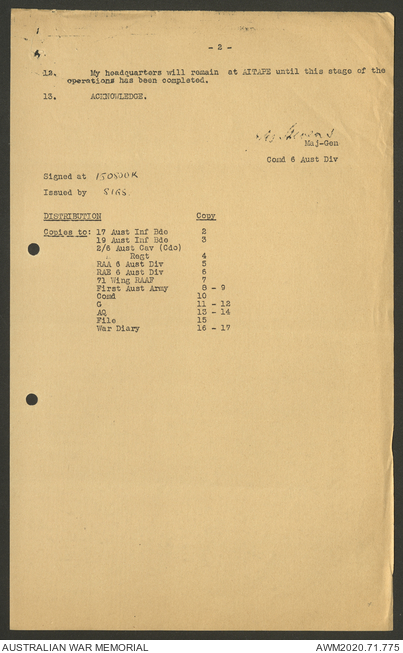 - 2 -
12. My headquarters will remain at AITAPE until this stage of the
operations has been completed.
13. ACKNOWLEDGE.
Stevens
Maj-Gen
Comd 6 Aust Div
Signed at 150800K
Issued by SIGS
DISTRIBUTION Copy
Copies to: 17 Aust Inf Bde 2
19 Aust Inf Bde 3
2/6 Aust Cav (Cdo)
Regt 4
RAA 6 Aust Div 5
RAE 6 Aust Div 6
71 Wing RAAF 7
First Aust Army 8 - 9
Comd 10
G 11 - 12
AQ 13 - 14
File 15
War Diary 16 - 17
AUSTRALIAN WAR MEMORIAL AWM2020.71.775